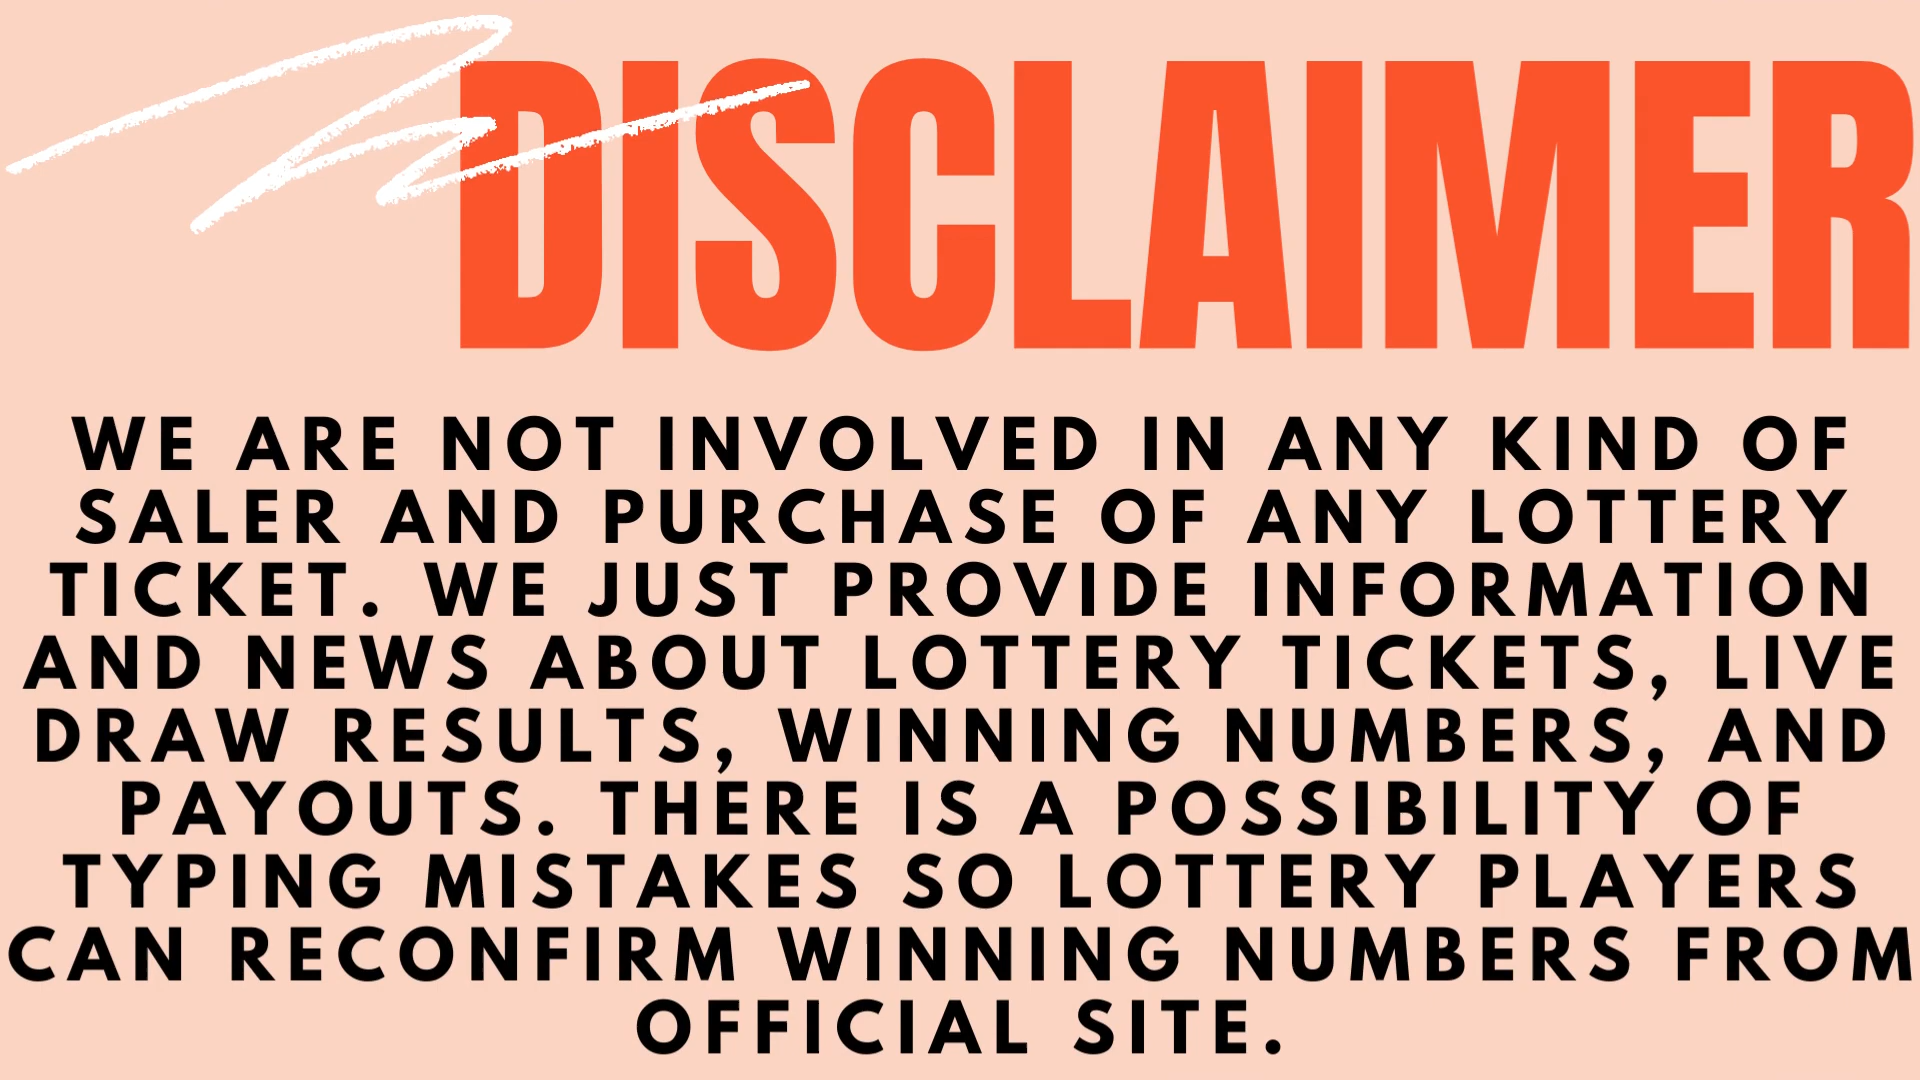 DISCLAIMER
WE ARE NOT INVOLVED IN ANY KIND OF
SALER AND PURCHASE OF ANY LOTTERY
TICKET. WE JUST PROVIDE INFORMATION
AND NEWS ABOUT LOTTERY TICKETS, LIVE
DRAW RESULTS, WINNING NUMBERS, AND
PAYOUTS. THERE IS A POSSIBILITY OF
TYPING MISTAKES SO LOTTERY PLAYERS
CAN RECONFIRM WINNING NUMBERS FROM
OFFICIAL SITE.